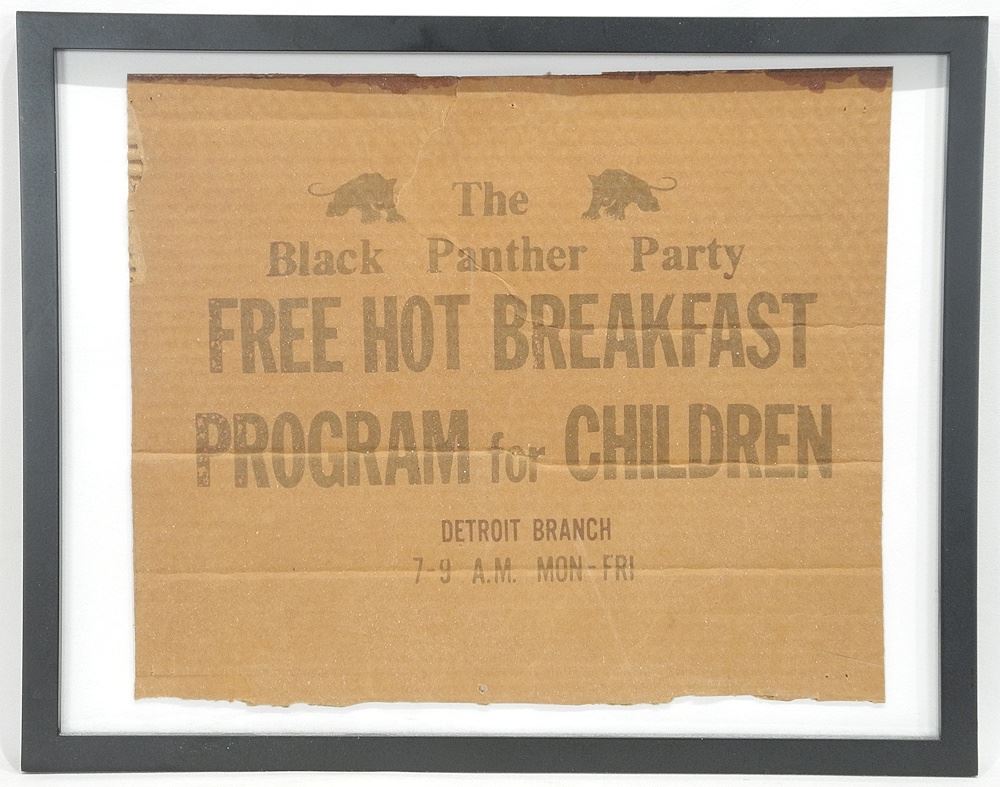 The
Black Panther Party
FREE HOT BREAKFAST
PROGRAM for CHILDREN
DETROIT BRANCH
7-9 A.M. MON-FRI